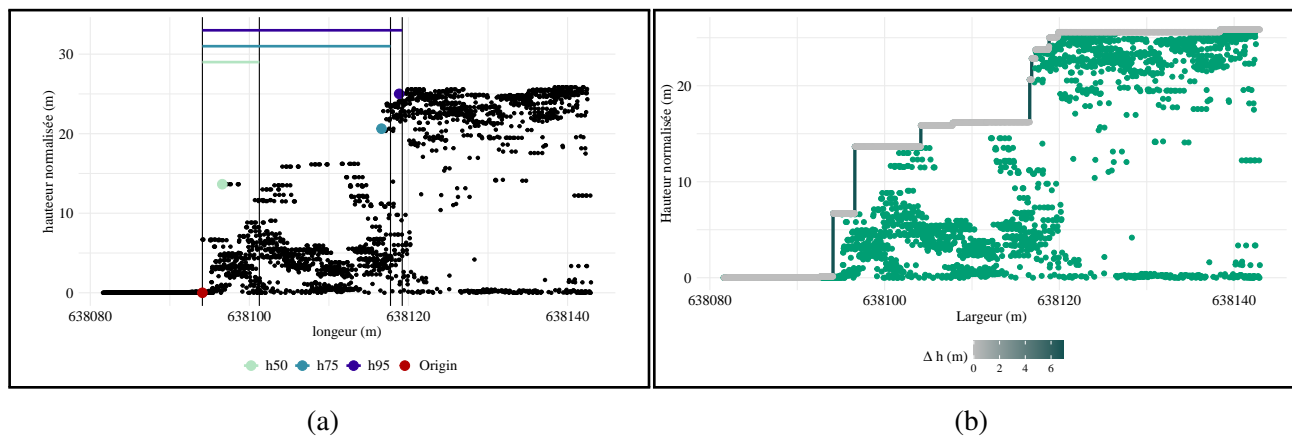 hauteeur normalisée (m)
30
20
10
0
638080
638100
638120
638140
longeur (m)
h50
h75
h95
Origin
(a)
Hauteur normalisée (m)
20
10
0
638080
638100
638120
638140
Largeur (m)
Δ h (m)
0 2 4 6
(b)